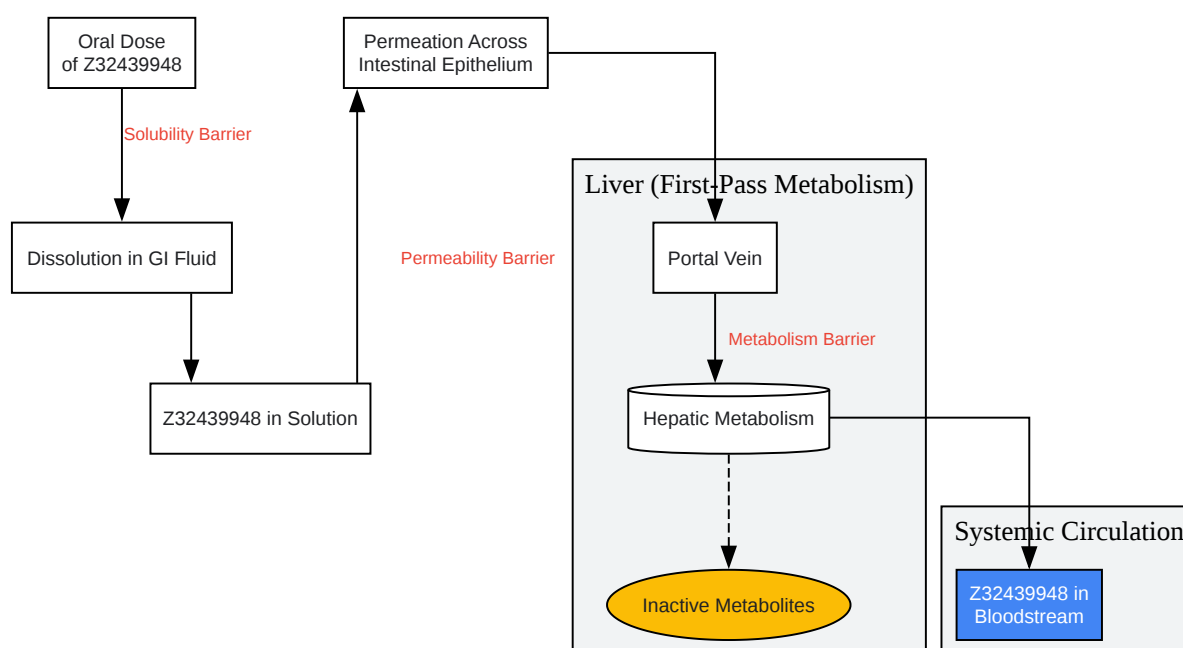 Oral Dose
of Z32439948
Solubility Barrier
Dissolution in GI Fluid
Z32439948 in Solution
Permeability Barrier
Permeation Across
Intestinal Epithelium
Liver (First-Pass Metabolism)
Portal Vein
Metabolism Barrier
Hepatic Metabolism
Inactive Metabolites
Systemic Circulation
Z32439948 in
Bloodstream